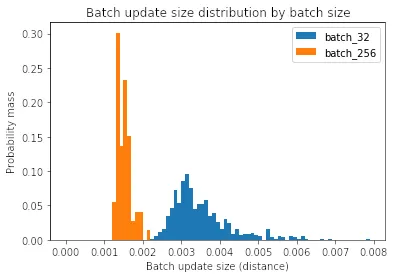 Batch update size distribution by batch size
batch_32
batch_256
Probability mass
0.30
0.25
0.20
0.15
0.10
0.05
0.00
0.000 0.001 0.002 0.003 0.004 0.005 0.006 0.007 0.008
Batch update size (distance)